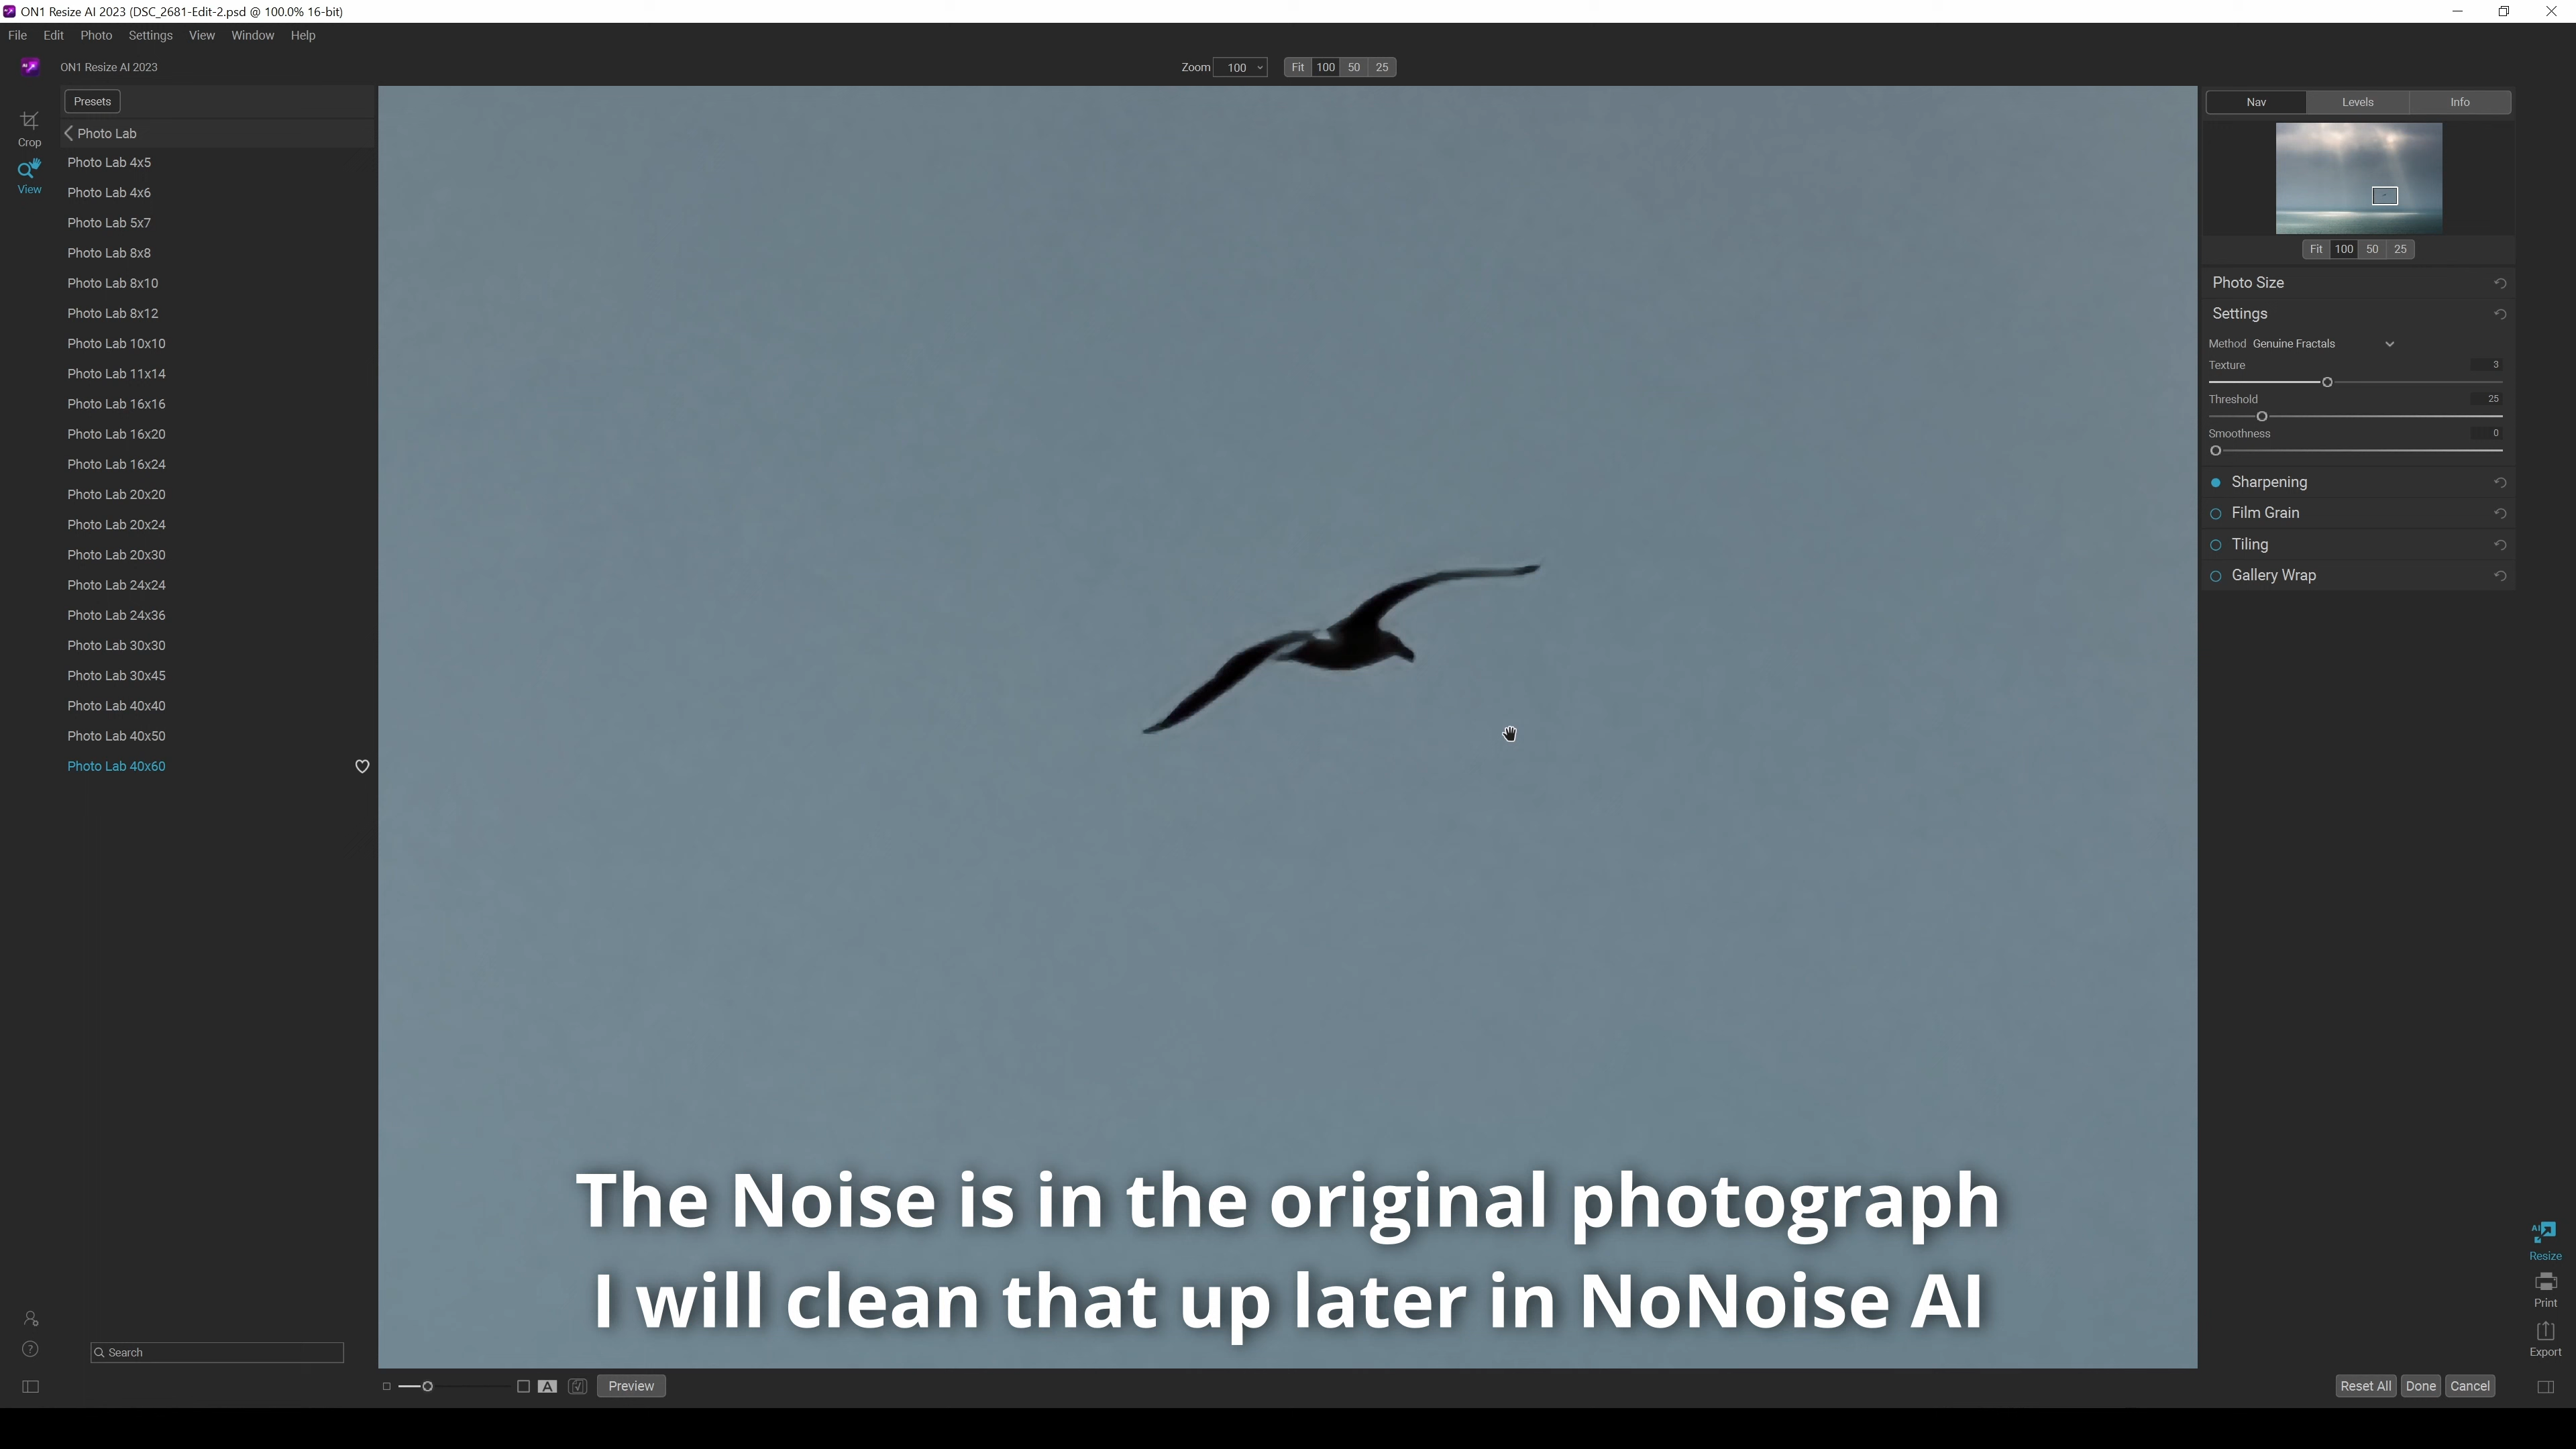 ON1 Resize AI 2023 (DSC_2681-Edit-2.psd @ 100.0% 16-bit)
File Edit Photo Settings View Window Help
ON1 Resize AI 2023
Zoom 100 Fit 100 50 25
Crop
View
Presets
Photo Lab
Photo Lab 4x5
Photo Lab 4x6
Photo Lab 5x7
Photo Lab 8x8
Photo Lab 8x10
Photo Lab 8x12
Photo Lab 10x10
Photo Lab 11x14
Photo Lab 16x16
Photo Lab 16x20
Photo Lab 16x24
Photo Lab 20x20
Photo Lab 20x24
Photo Lab 20x30
Photo Lab 24x24
Photo Lab 24x36
Photo Lab 30x30
Photo Lab 30x45
Photo Lab 40x40
Photo Lab 40x50
Photo Lab 40x60
Search
The Noise is in the original photograph
I will clean that up later in NoNoise AI
A Preview
Nav Levels Info
Fit 100 50 25
Photo Size
Settings
Method Genuine Fractals
Texture 3
Threshold 25
Smoothness 0
Sharpening
Film Grain
Tiling
Gallery Wrap
AI
Resize
Print
Export
Reset All Done Cancel